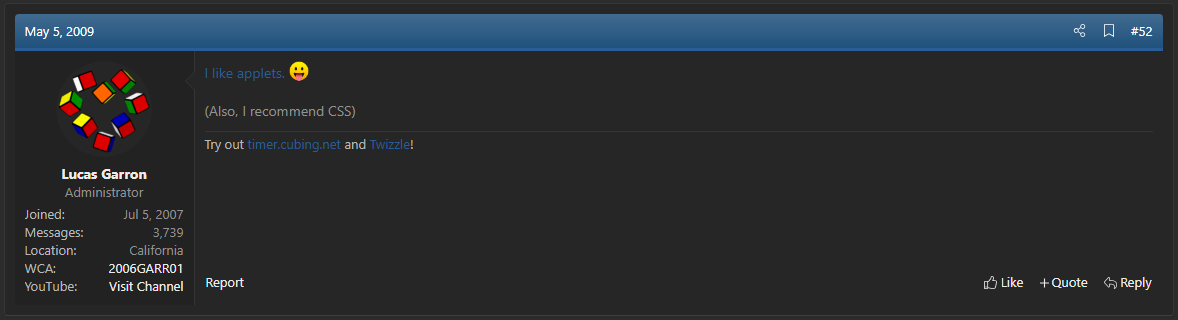 May 5, 2009
#52
I like applets.
(Also, I recommend CSS)
Try out timer.cubing.net and Twizzle!
Lucas Garron
Administrator
Joined: Jul 5, 2007
Messages: 3,739
Location: California
WCA: 2006GARR01
YouTube: Visit Channel
Report
Like +Quote Reply